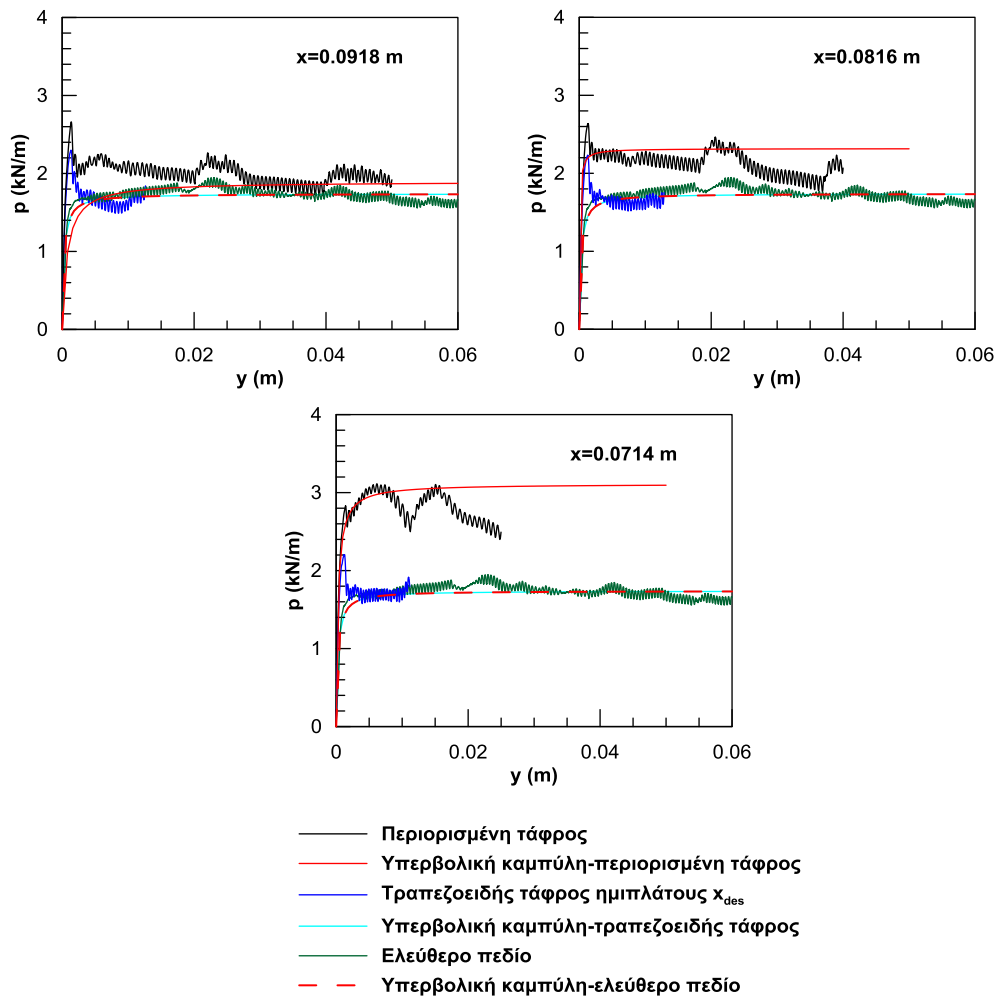 x=0.0918 m
p (kN/m)
4
3
2
1
0
0 0.02 0.04 0.06
y (m)
x=0.0816 m
p (kN/m)
4
3
2
1
0
0 0.02 0.04 0.06
y (m)
x=0.0714 m
p (kN/m)
4
3
2
1
0
0 0.02 0.04 0.06
y (m)
Περιορισμένη τάφρος
Υπερβολική καμπύλη-περιορισμένη τάφρος
Τραπεζοειδής τάφρος ημιπλάτους xdes
Υπερβολική καμπύλη-τραπεζοειδής τάφρος
Ελεύθερο πεδίο
Υπερβολική καμπύλη-ελεύθερο πεδίο